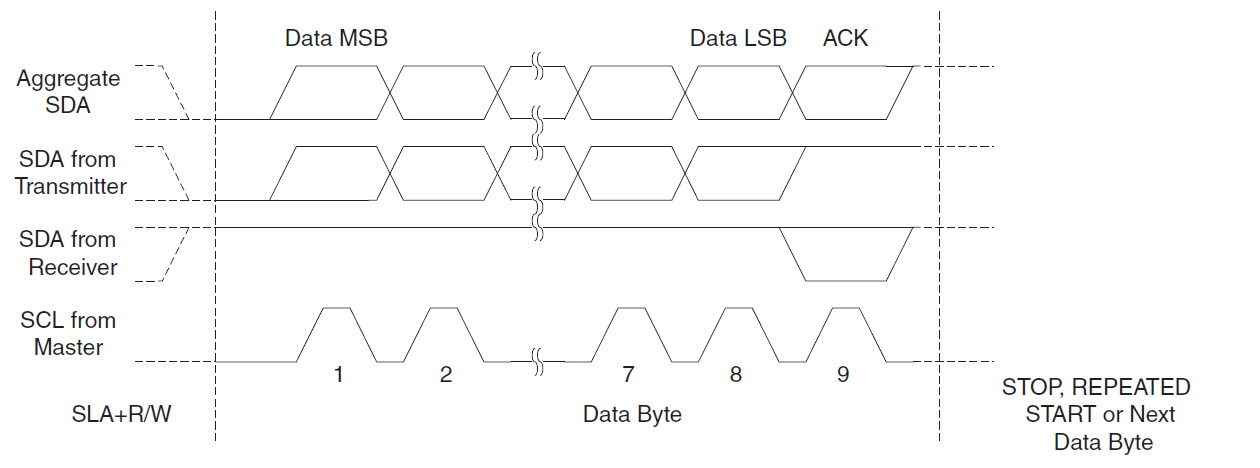 Data MSB
Data LSB
ACK
Aggregate
SDA
SDA from
Transmitter
SDA from
Receiver
SCL from
Master
1
2
7
8
9
SLA+R/W
Data Byte
STOP, REPEATED
START or Next
Data Byte